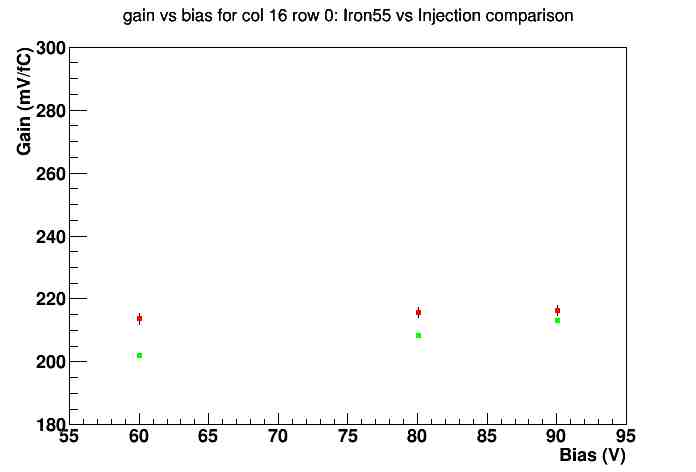 gain vs bias for col 16 row 0: Iron55 vs Injection comparison
Gain (mV/fC)
300
280
260
240
220
200
180
55 60 65 70 75 80 85 90 95
Bias (V)